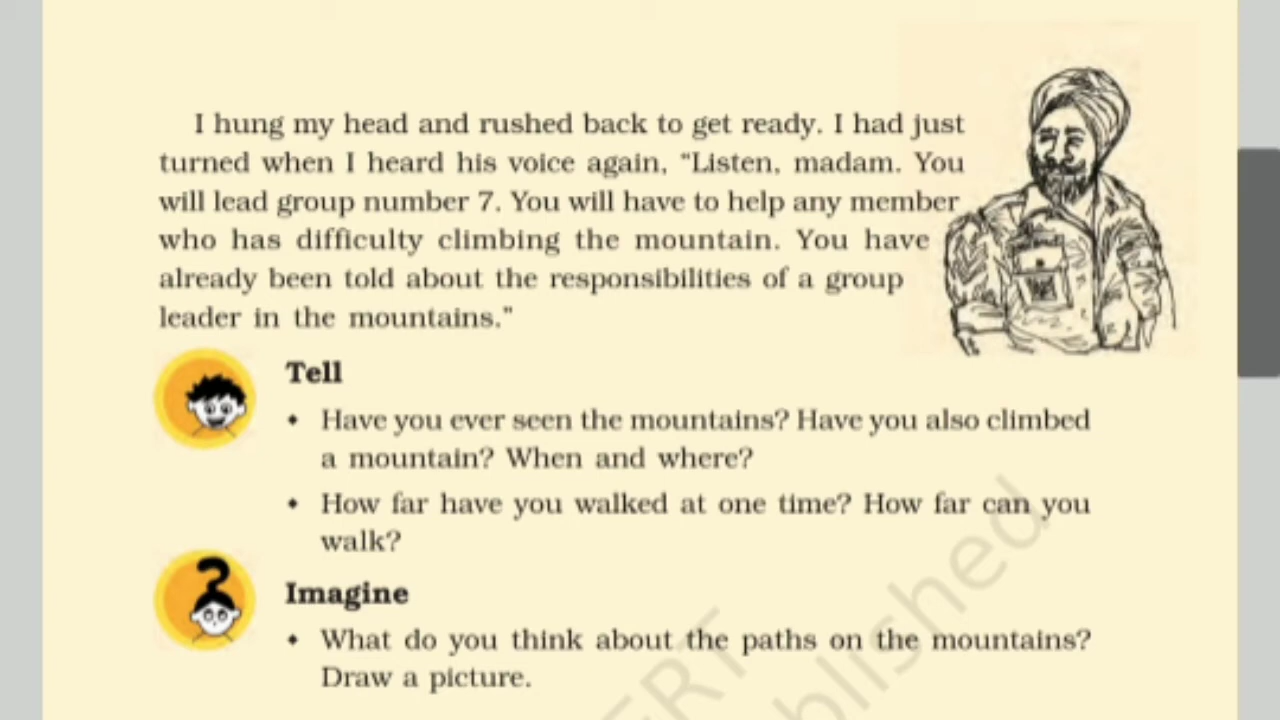 I hung my head and rushed back to get ready. I had just
turned when I heard his voice again, "Listen, madam. You
will lead group number 7. You will have to help any member
who has difficulty climbing the mountain. You have
already been told about the responsibilities of a group
leader in the mountains."
Tell
• Have you ever seen the mountains? Have you also climbed
a mountain? When and where?
• How far have you walked at one time? How far can you
walk?
Imagine
• What do you think about the paths on the mountains?
Draw a picture.